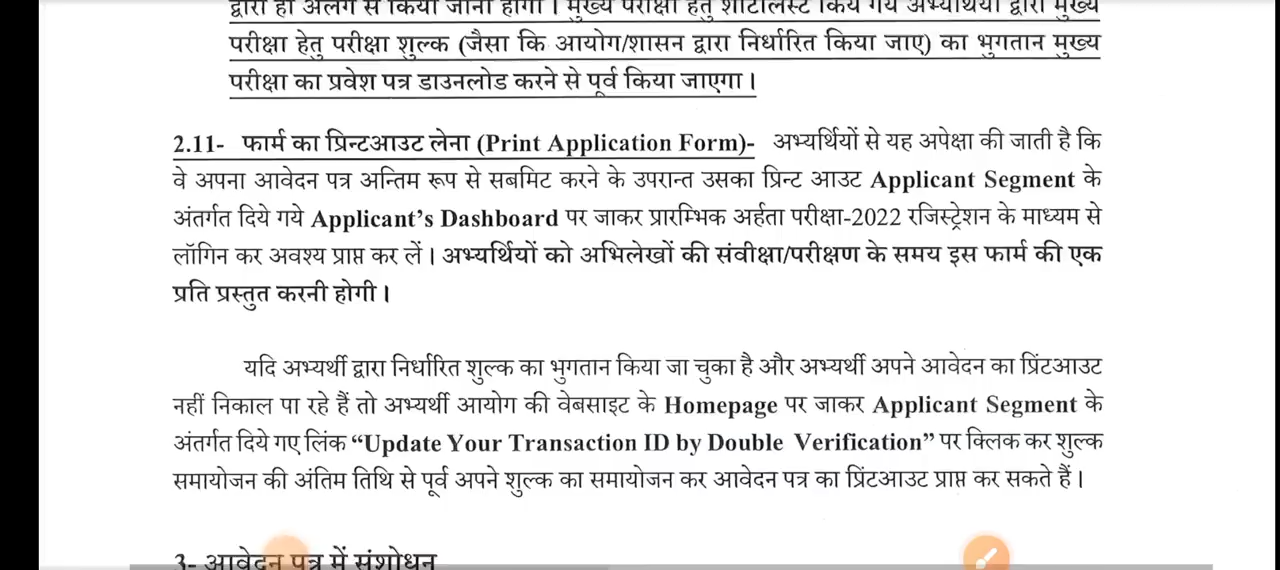 द्वारा ही अलग से किया जाना होगा। मुख्य परीक्षा हेतु शार्टलिस्ट किये गये अभ्यर्थियों द्वारा मुख्य
परीक्षा हेतु परीक्षा शुल्क (जैसा कि आयोग/शासन द्वारा निर्धारित किया जाए) का भुगतान मुख्य
परीक्षा का प्रवेश पत्र डाउनलोड करने से पूर्व किया जाएगा।
2.11- फार्म का प्रिन्टआउट लेना (Print Application Form)- अभ्यर्थियों से यह अपेक्षा की जाती है कि
वे अपना आवेदन पत्र अन्तिम रूप से सबमिट करने के उपरान्त उसका प्रिन्ट आउट Applicant Segment के
अंतर्गत दिये गये Applicant's Dashboard पर जाकर प्रारम्भिक अर्हता परीक्षा-2022 रजिस्ट्रेशन के माध्यम से
लॉगिन कर अवश्य प्राप्त कर लें। अभ्यर्थियों को अभिलेखों की संवीक्षा/परीक्षण के समय इस फार्म की एक
प्रति प्रस्तुत करनी होगी।
यदि अभ्यर्थी द्वारा निर्धारित शुल्क का भुगतान किया जा चुका है और अभ्यर्थी अपने आवेदन का प्रिंटआउट
नहीं निकाल पा रहे हैं तो अभ्यर्थी आयोग की वेबसाइट के Homepage पर जाकर Applicant Segment के
अंतर्गत दिये गए लिंक “Update Your Transaction ID by Double Verification” पर क्लिक कर शुल्क
समायोजन की अंतिम तिथि से पूर्व अपने शुल्क का समायोजन कर आवेदन पत्र का प्रिंटआउट प्राप्त कर सकते हैं।
3- आवेदन पत्र में संशोधन